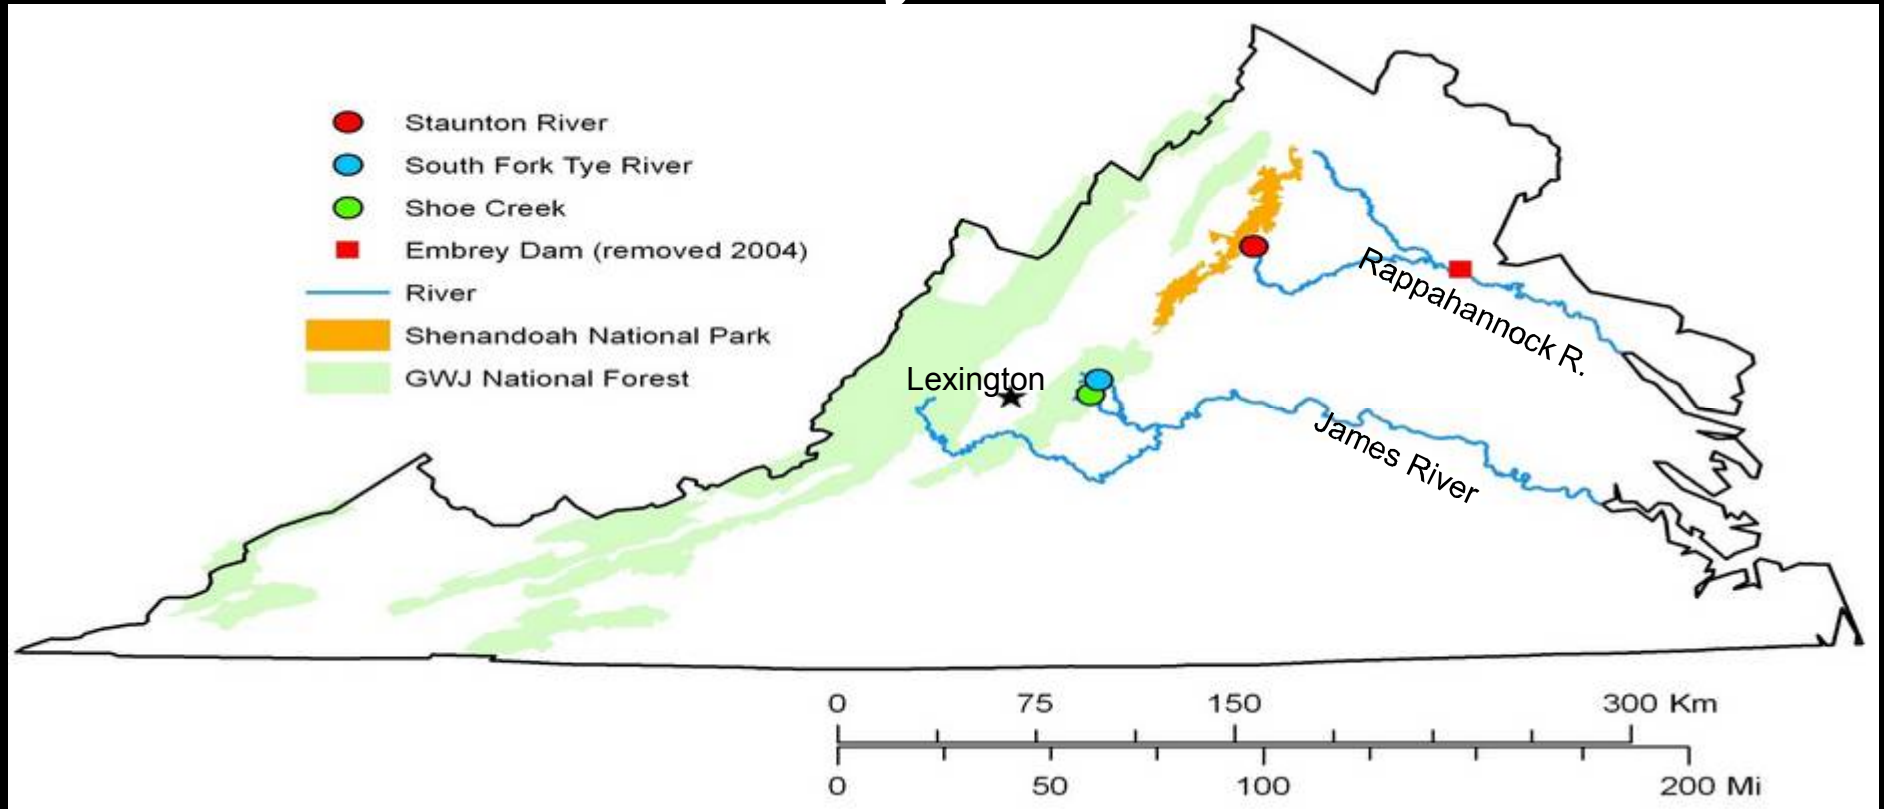 Staunton River
South Fork Tye River
Shoe Creek
Embrey Dam (removed 2004)
River
Shenandoah National Park
GWJ National Forest
Rappahannock R.
Lexington
James River
0 75 150 300 Km
0 50 100 200 Mi